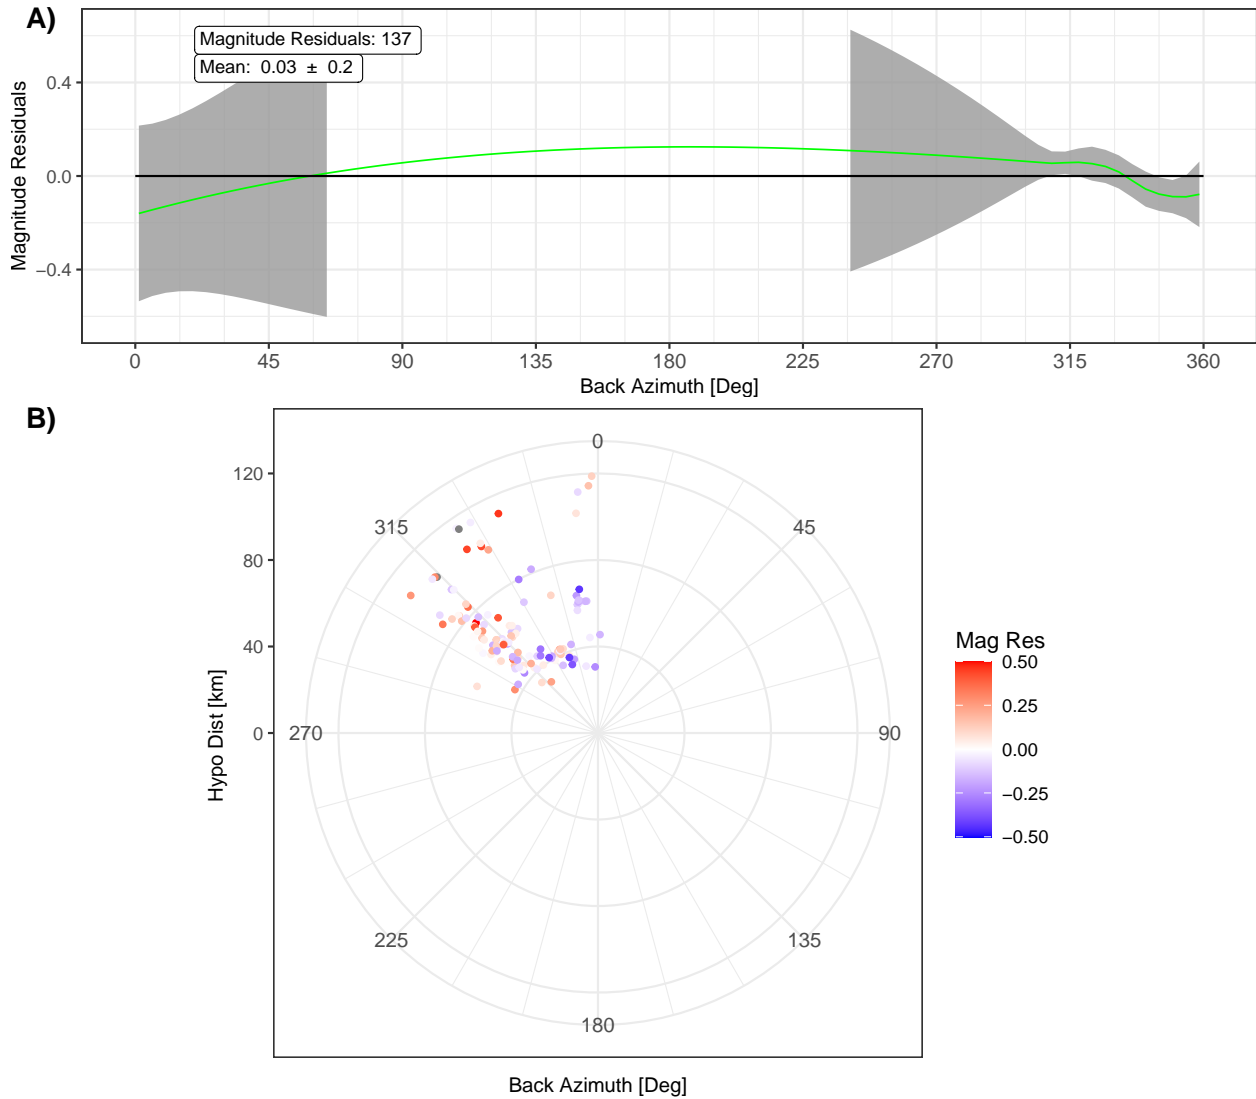 A)
Magnitude Residuals: 137
Mean: 0.03 ± 0.2
Magnitude Residuals
0.4
0.0
−0.4
0 45 90 135 180 225 270 315 360
Back Azimuth [Deg]
B)
Hypo Dist [km]
120
80
40
0
0
45
90
135
180
225
270
315
Back Azimuth [Deg]
Mag Res
0.50
0.25
0.00
−0.25
−0.50